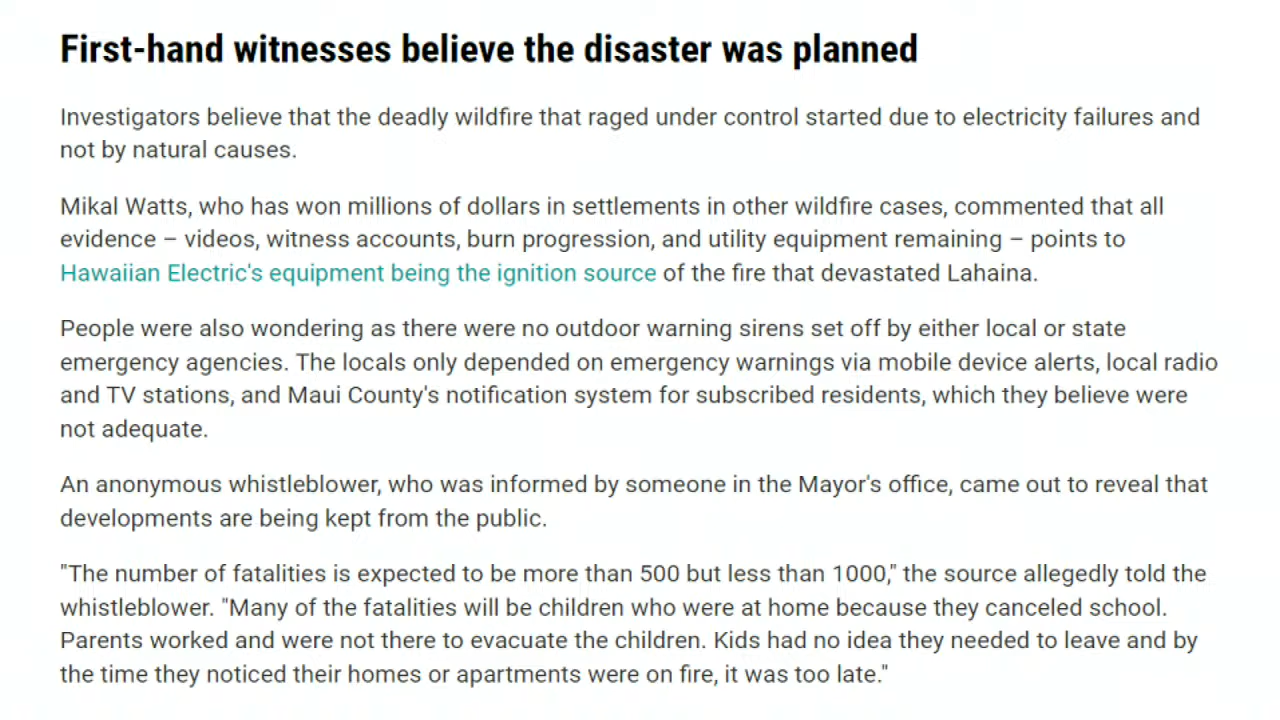 First-hand witnesses believe the disaster was planned
Investigators believe that the deadly wildfire that raged under control started due to electricity failures and
not by natural causes.
Mikal Watts, who has won millions of dollars in settlements in other wildfire cases, commented that all
evidence – videos, witness accounts, burn progression, and utility equipment remaining – points to
Hawaiian Electric's equipment being the ignition source of the fire that devastated Lahaina.
People were also wondering as there were no outdoor warning sirens set off by either local or state
emergency agencies. The locals only depended on emergency warnings via mobile device alerts, local radio
and TV stations, and Maui County's notification system for subscribed residents, which they believe were
not adequate.
An anonymous whistleblower, who was informed by someone in the Mayor's office, came out to reveal that
developments are being kept from the public.
"The number of fatalities is expected to be more than 500 but less than 1000," the source allegedly told the
whistleblower. "Many of the fatalities will be children who were at home because they canceled school.
Parents worked and were not there to evacuate the children. Kids had no idea they needed to leave and by
the time they noticed their homes or apartments were on fire, it was too late."